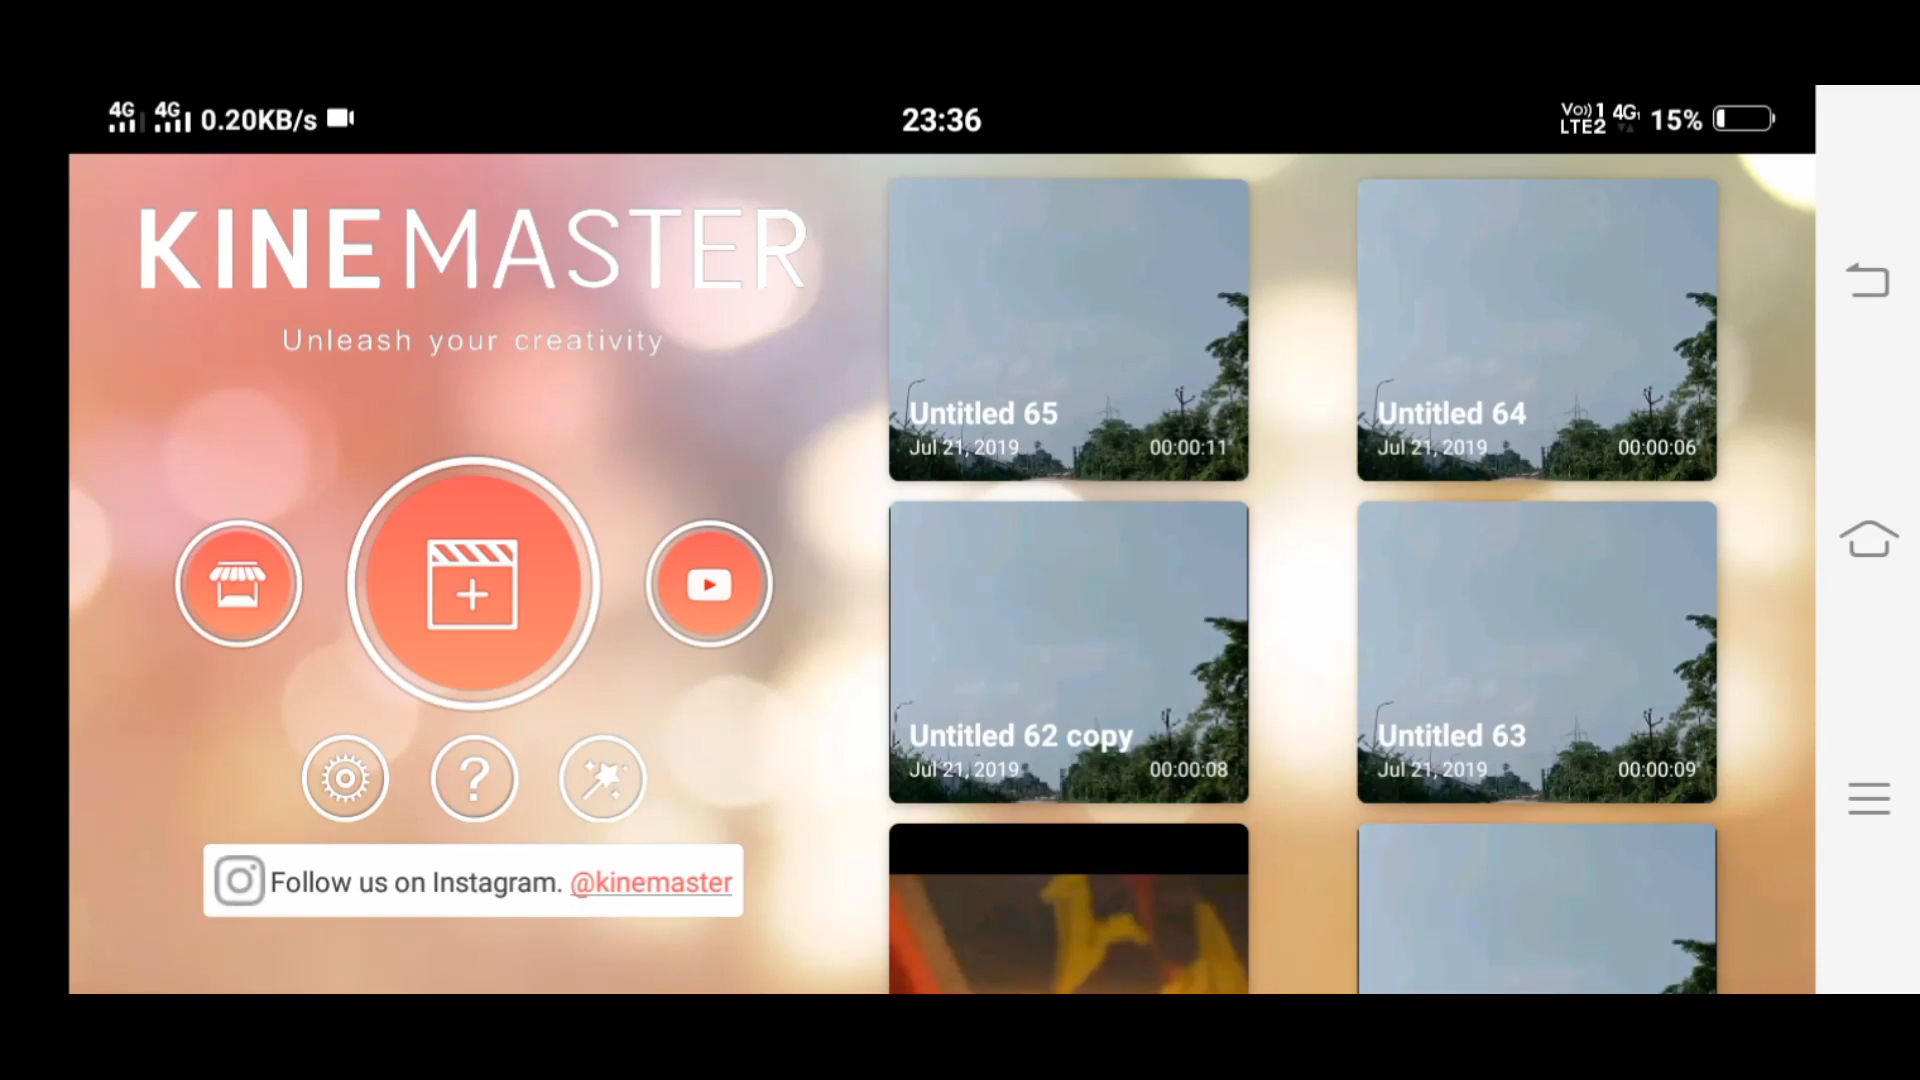 4G 4G 0.20KB/s
23:36
Vo)) 1 4G 15%
LTE2
KINEMASTER
Unleash your creativity
?
Follow us on Instagram. @kinemaster
Untitled 65
Jul 21, 2019 00:00:11
Untitled 64
Jul 21, 2019 00:00:06
Untitled 62 copy
Jul 21, 2019 00:00:08
Untitled 63
Jul 21, 2019 00:00:09